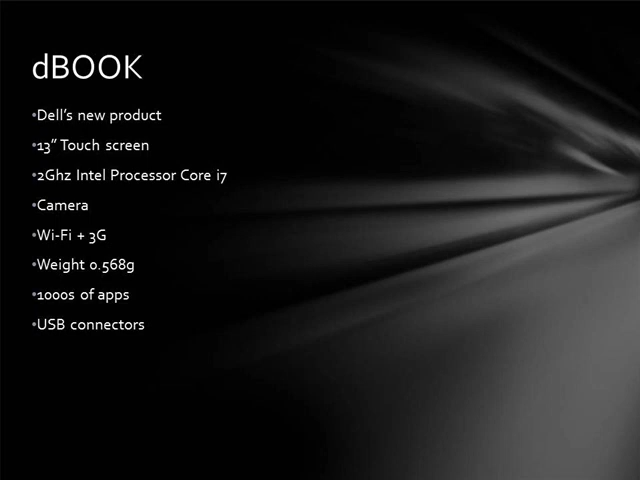 dBOOK
•Dell’s new product
•13” Touch screen
•2Ghz Intel Processor Core i7
•Camera
•Wi-Fi + 3G
•Weight 0.568g
•1000s of apps
•USB connectors